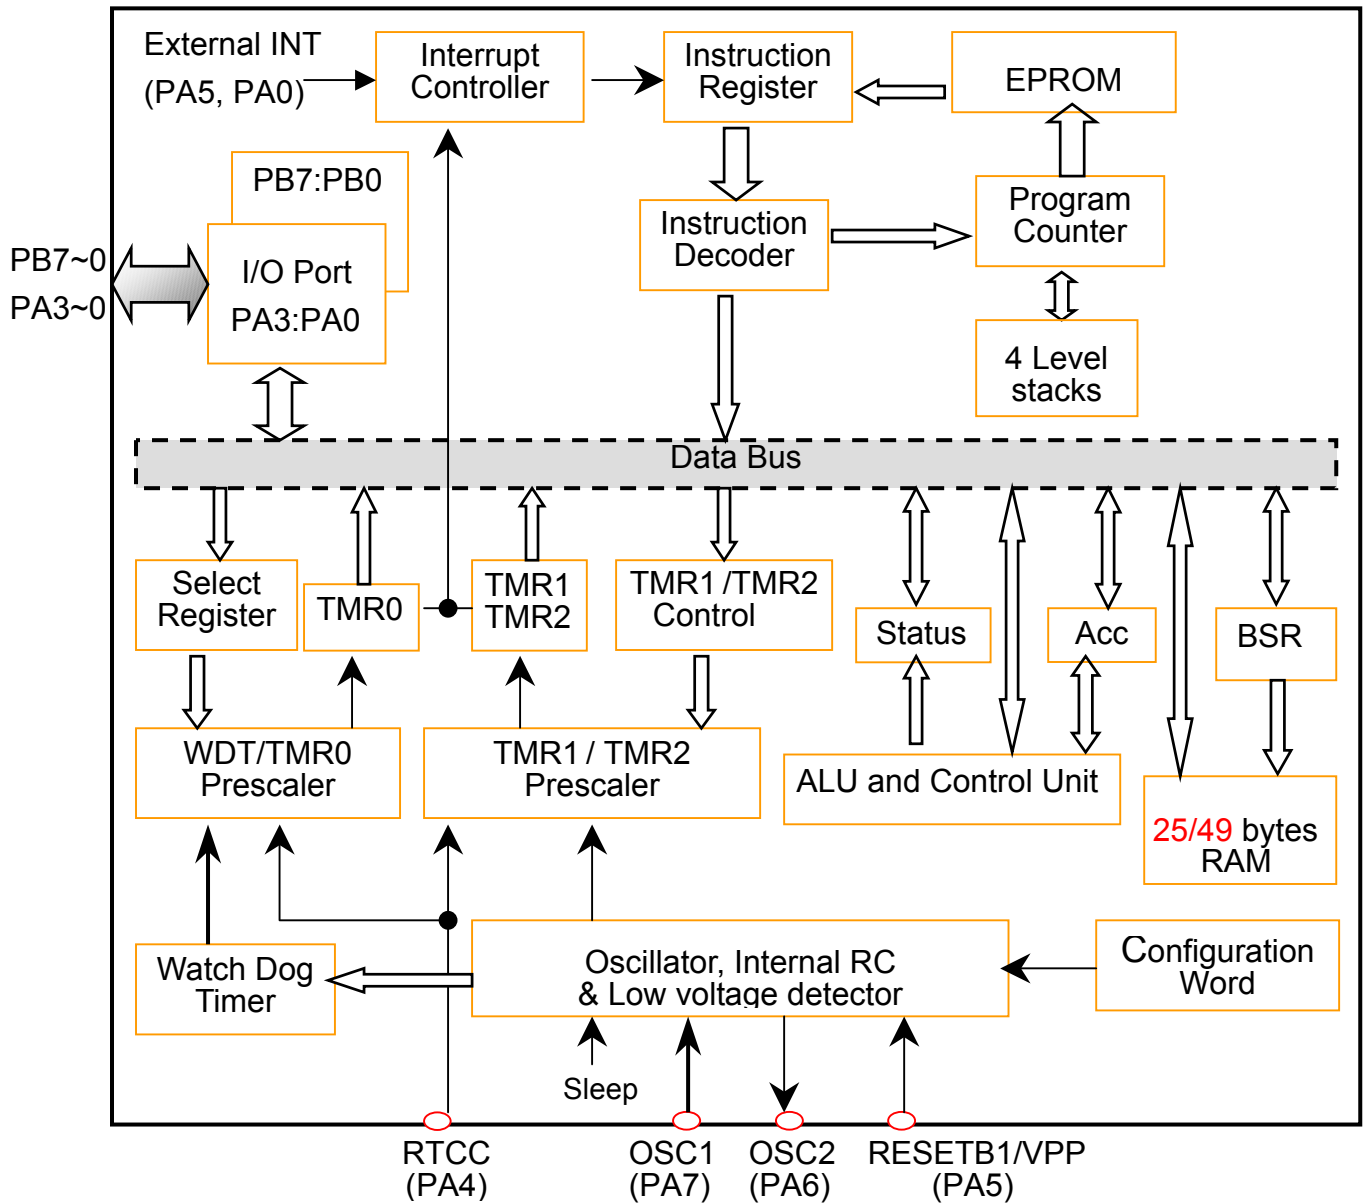 External INT
(PA5, PA0)
Interrupt
Controller
Instruction
Register
EPROM
PB7:PB0
I/O Port
PA3:PA0
PB7~0
PA3~0
Instruction
Decoder
Program
Counter
4 Level
stacks
Data Bus
Select
Register
TMR0
TMR1
TMR2
TMR1 /TMR2
Control
Status
Acc
BSR
WDT/TMR0
Prescaler
TMR1 / TMR2
Prescaler
ALU and Control Unit
25/49 bytes
RAM
Watch Dog
Timer
Oscillator, Internal RC
& Low voltage detector
Configuration
Word
Sleep
RTCC
(PA4)
OSC1
(PA7)
OSC2
(PA6)
RESETB1/VPP
(PA5)